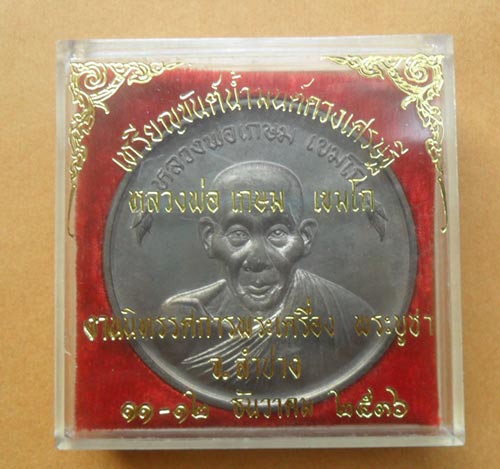 เหรียญขันต์น้ำมนต์ดวงเศรษฐี
หลวงพ่อเกษม เขมโก
หลวงพ่อ เกษม เขมโก
งานนิทรรศการพระเครื่อง พระบูชา
จ.ลำปาง
๑๑-๑๒ ธันวาคม ๒๕๓๖